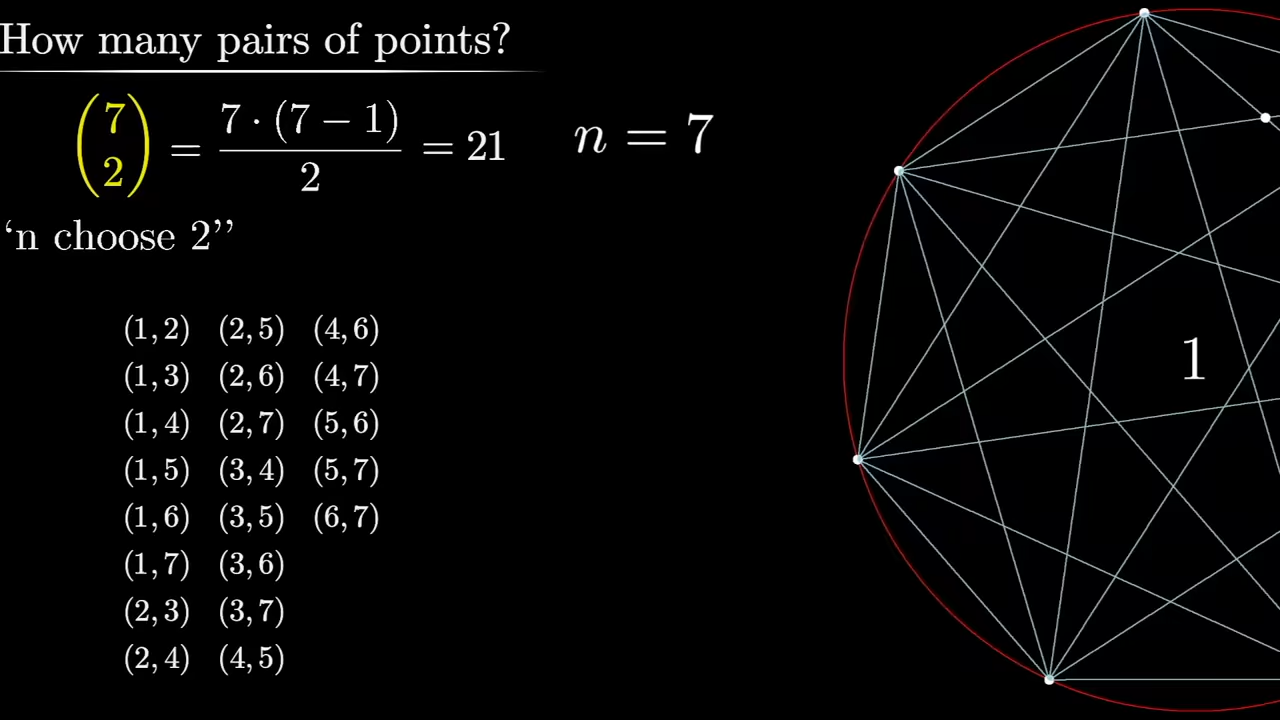 How many pairs of points?
(7 2) = 7 · (7 − 1) / 2 = 21 n = 7
‘n choose 2’’
(1, 2) (2, 5) (4, 6)
(1, 3) (2, 6) (4, 7)
(1, 4) (2, 7) (5, 6)
(1, 5) (3, 4) (5, 7)
(1, 6) (3, 5) (6, 7)
(1, 7) (3, 6)
(2, 3) (3, 7)
(2, 4) (4, 5)
1